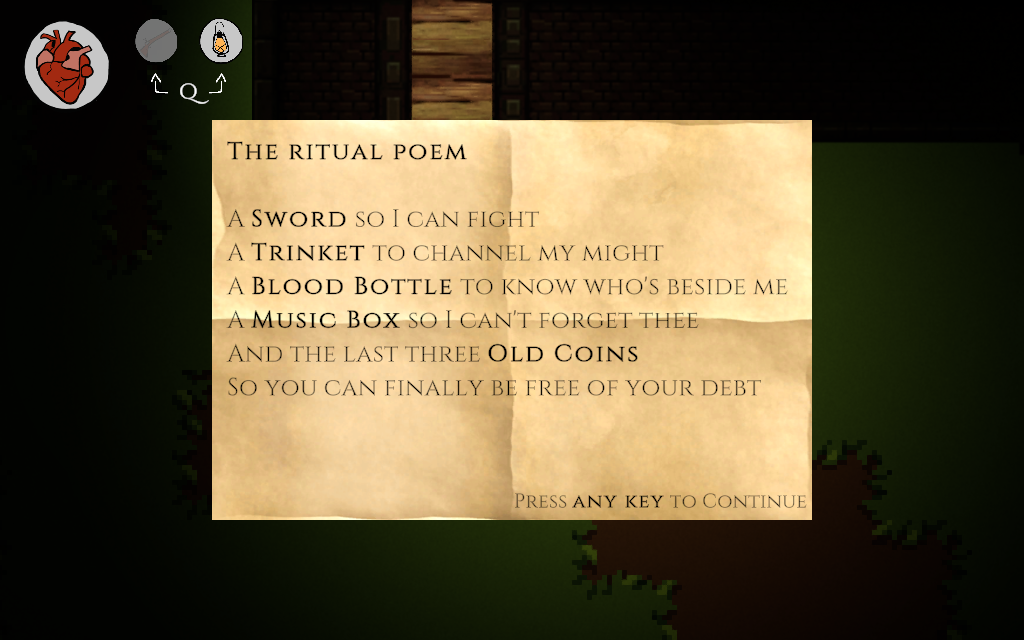 Q
The ritual poem
A Sword so I can fight
A Trinket to channel my might
A Blood Bottle to know who's beside me
A Music Box so I can't forget thee
And the last three Old Coins
So you can finally be free of your debt
Press any key to Continue